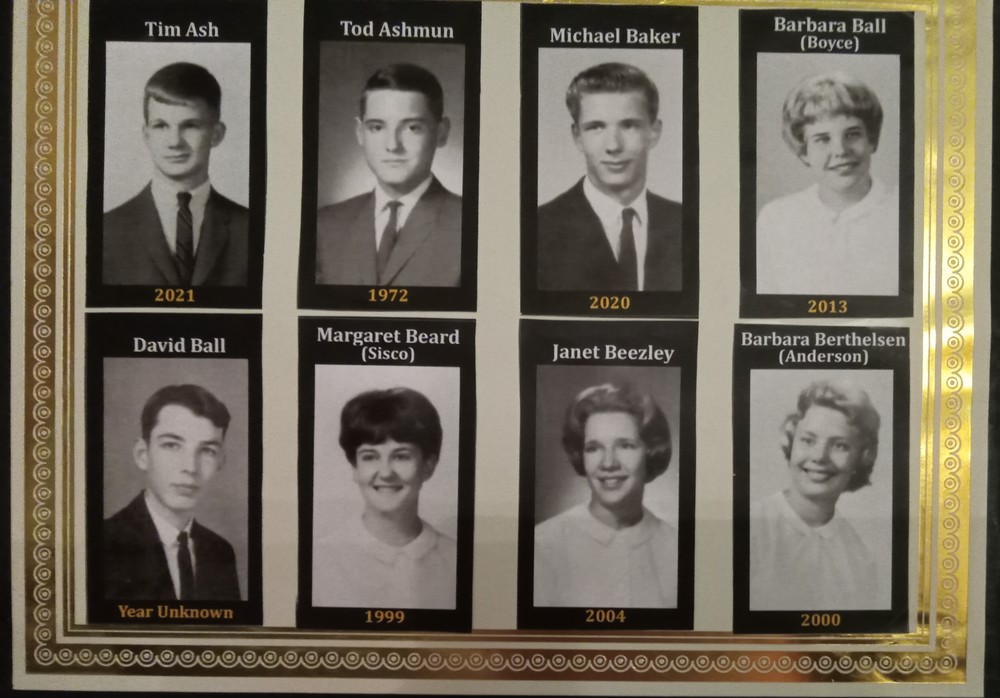 Tim Ash
2021
Tod Ashmun
1972
Michael Baker
2020
Barbara Ball
(Boyce)
2013
David Ball
Year Unknown
Margaret Beard
(Sisco)
1999
Janet Beezley
2004
Barbara Berthelsen
(Anderson)
2000